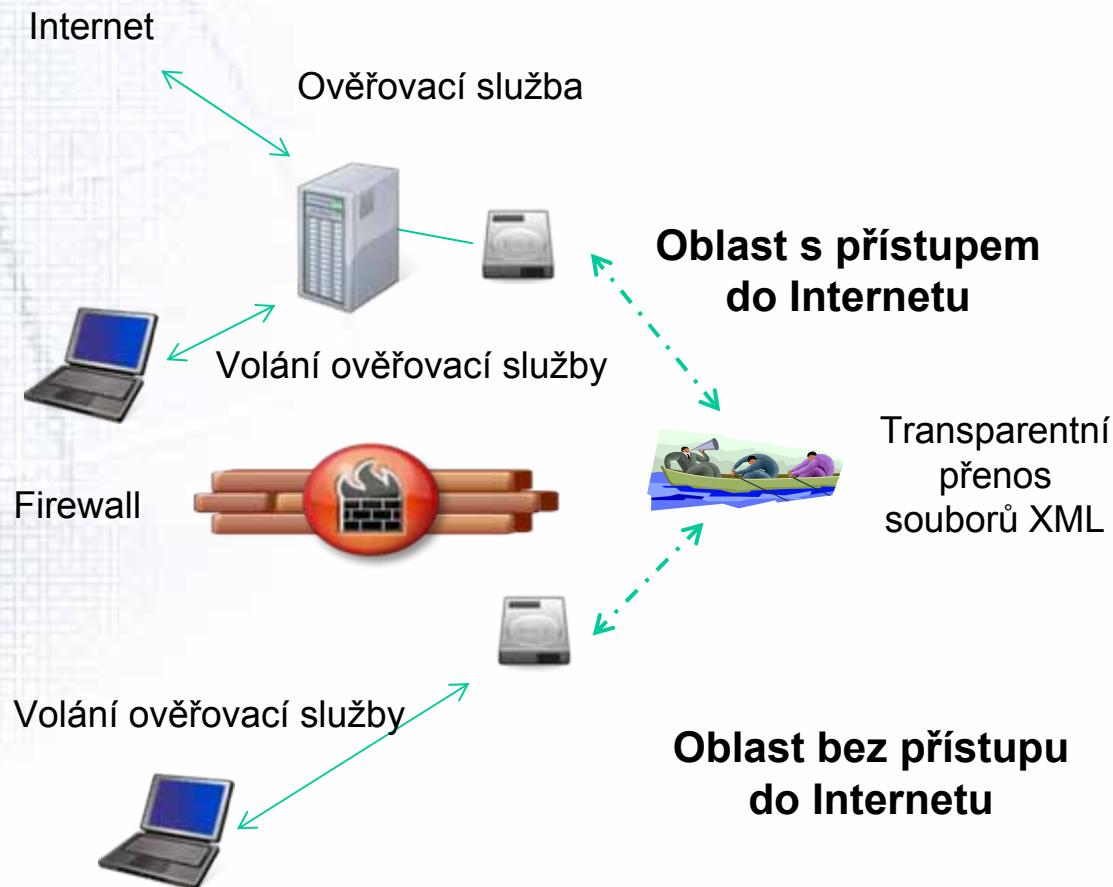 Internet
Ověřovací služba
Oblast s přístupem
do Internetu
Volání ověřovací služby
Transparentní
přenos
souborů XML
Firewall
Volání ověřovací služby
Oblast bez přístupu
do Internetu